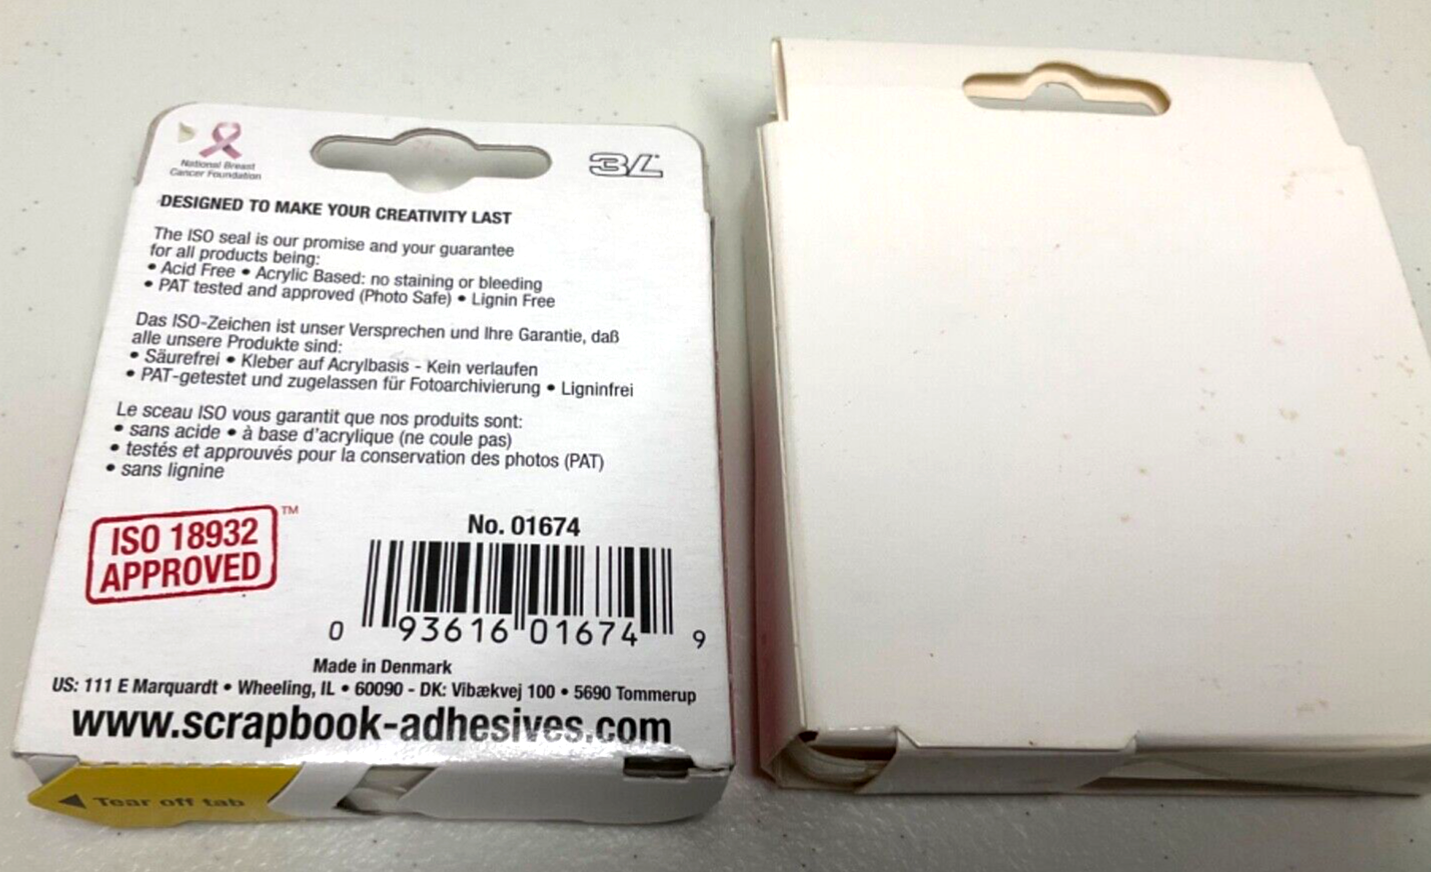 National Breast
Cancer Foundation
3L
DESIGNED TO MAKE YOUR CREATIVITY LAST
The ISO seal is our promise and your guarantee
for all products being:
• Acid Free • Acrylic Based: no staining or bleeding
• PAT tested and approved (Photo Safe) • Lignin Free
Das ISO-Zeichen ist unser Versprechen und Ihre Garantie, daß
alle unsere Produkte sind:
• Säurefrei • Kleber auf Acrylbasis - Kein verlaufen
• PAT-getestet und zugelassen für Fotoarchivierung • Ligninfrei
Le sceau ISO vous garantit que nos produits sont:
• sans acide • à base d'acrylique (ne coule pas)
• testés et approuvés pour la conservation des photos (PAT)
• sans lignine
ISO 18932 ™
APPROVED
No. 01674
0 93616 01674 9
Made in Denmark
US: 111 E Marquardt • Wheeling, IL • 60090 - DK: Vibækvej 100 • 5690 Tommerup
www.scrapbook-adhesives.com
Tear off tab